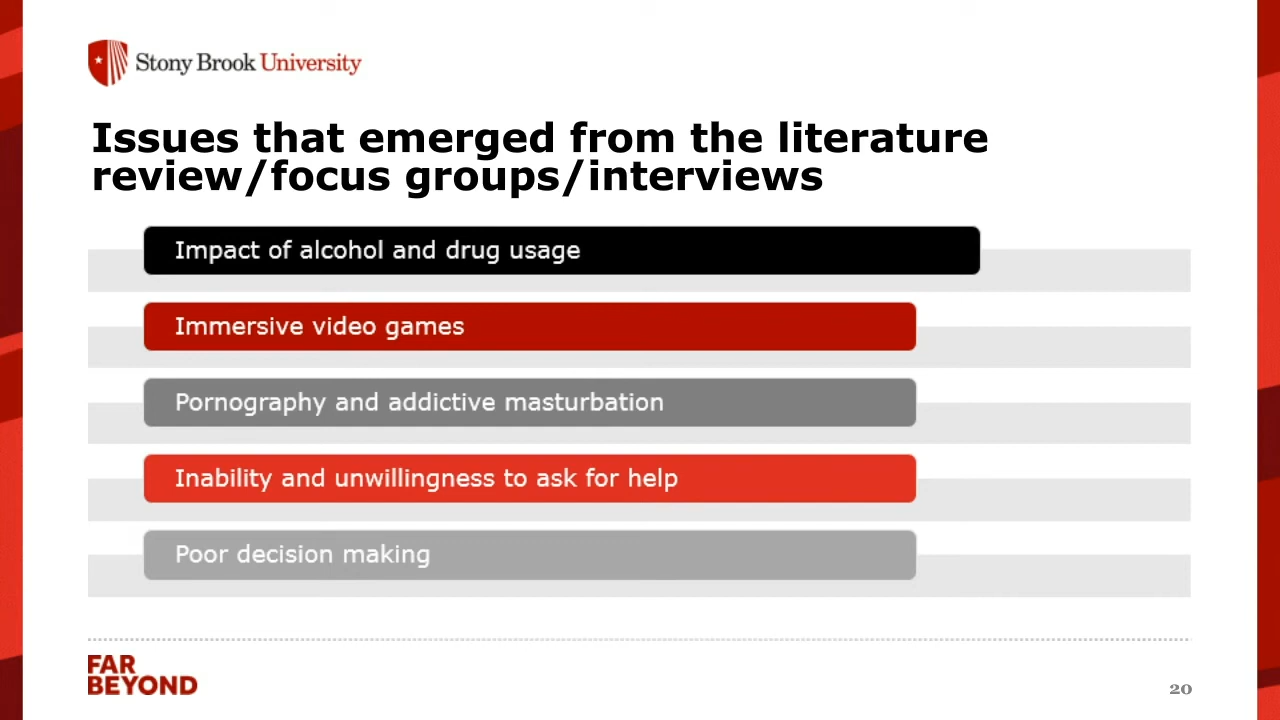 Stony Brook University
Issues that emerged from the literature
review/focus groups/interviews
Impact of alcohol and drug usage
Immersive video games
Pornography and addictive masturbation
Inability and unwillingness to ask for help
Poor decision making
FAR
BEYOND
20